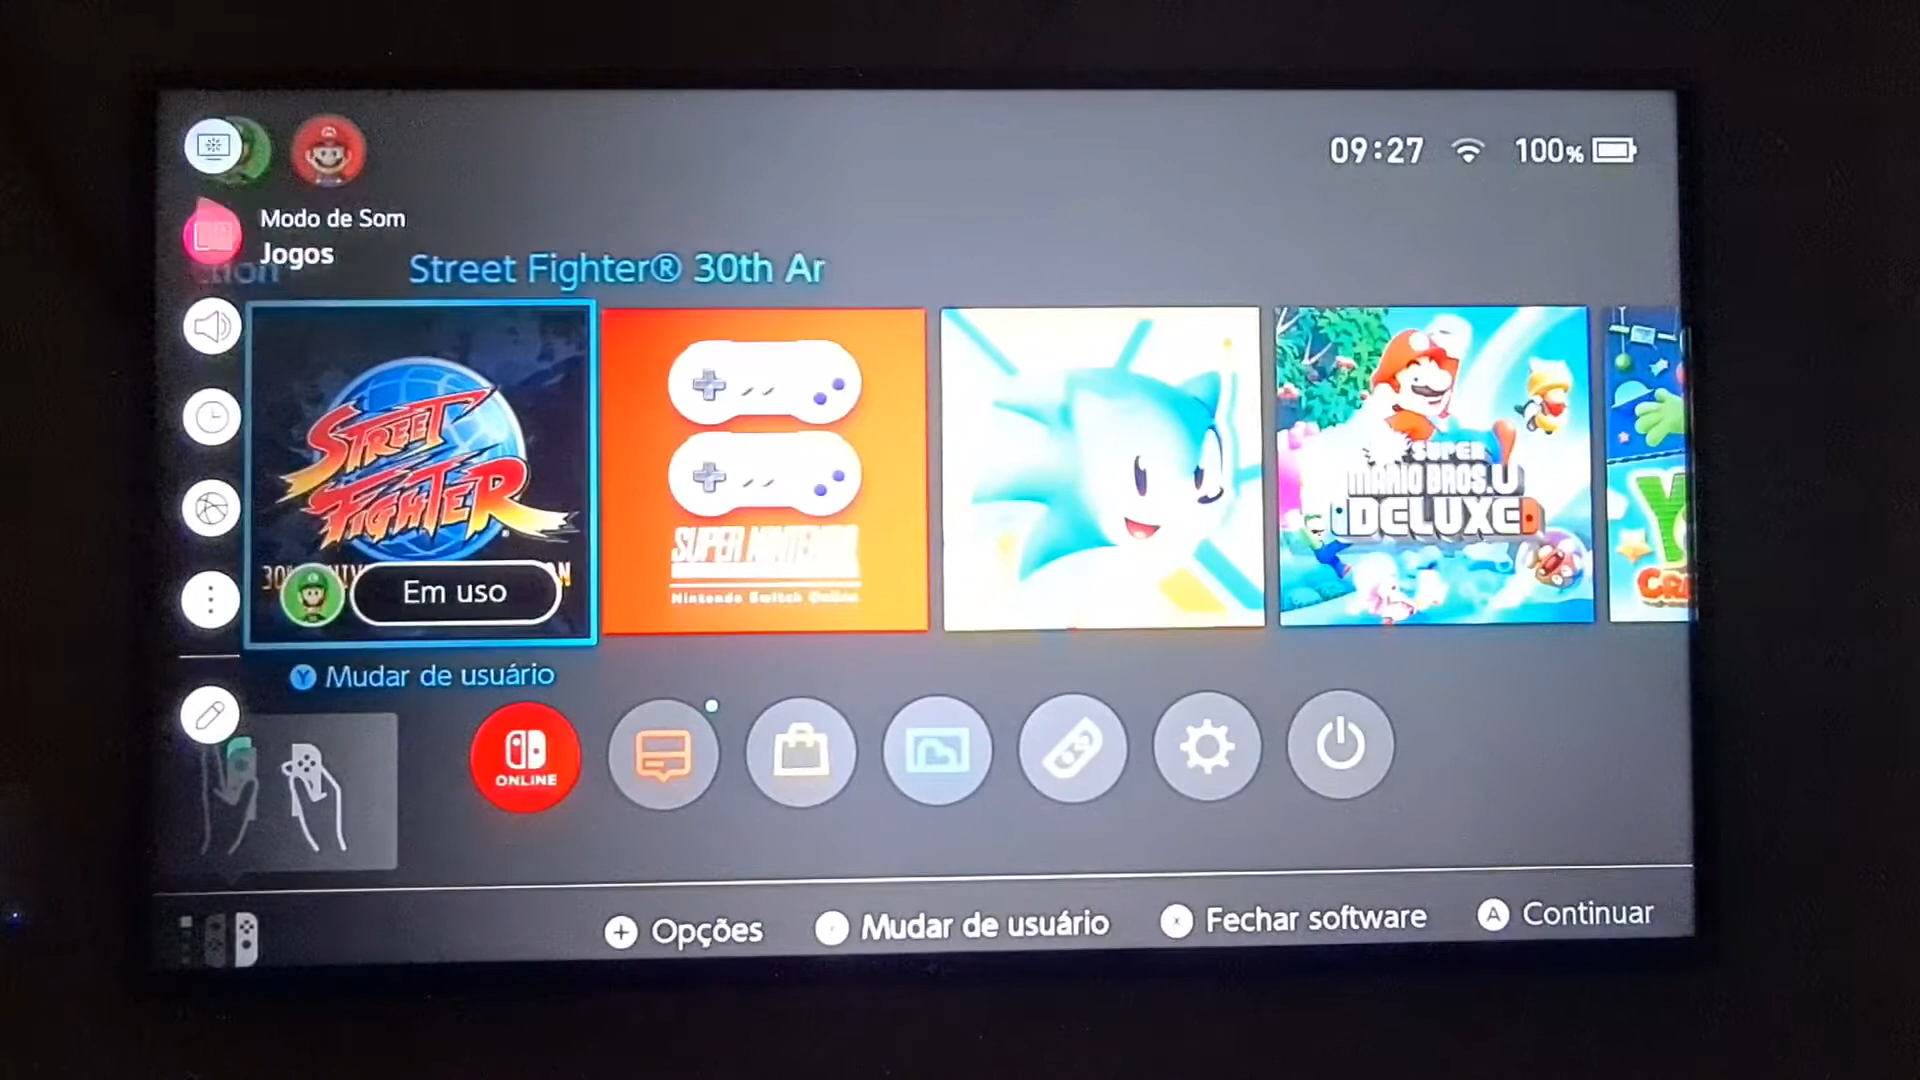 09:27
100%
Modo de Som
Jogos
Street Fighter® 30th Ar
STREET
FIGHTER
Em uso
SUPER NINTENDO
Nintendo Switch Online
SUPER
MARIO BROS. U
DELUXE
Mudar de usuário
ONLINE
Opções
Mudar de usuário
Fechar software
A Continuar